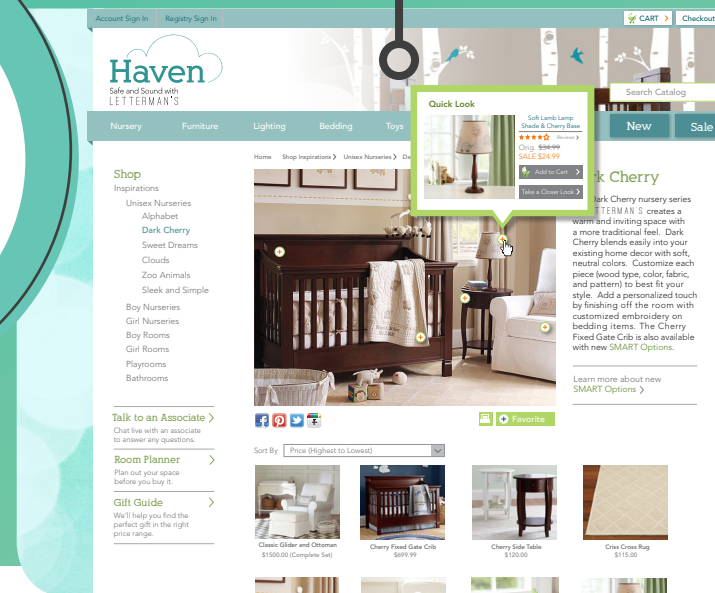 Account Sign In
Registry Sign In
CART
Checkout
Haven
Safe and Sound with
LETTERMAN'S
Search Catalog
Nursery
Furniture
Lighting
Bedding
Toys
New
Sale
Quick Look
Soft Lamb Lamp
Shade & Cherry Base
Reviews
Orig. $34.99
SALE $24.99
Add to Cart
Take a Closer Look
Home
Shop Inspirations
Unisex Nurseries
Da
Shop
Inspirations
Unisex Nurseries
Alphabet
Dark Cherry
Sweet Dreams
Clouds
Zoo Animals
Sleek and Simple
Boy Nurseries
Girl Nurseries
Boy Rooms
Girl Rooms
Playrooms
Bathrooms
Talk to an Associate
Chat live with an associate
to answer any questions.
Room Planner
Plan out your space
before you buy it.
Gift Guide
We'll help you find the
perfect gift in the right
price range.
k Cherry
Dark Cherry nursery series
ETTERMAN'S creates a
warm and inviting space with
a more traditional feel. Dark
Cherry blends easily into your
existing home decor with soft,
neutral colors. Customize each
piece (wood type, color, fabric,
and pattern) to best fit your
style. Add a personalized touch
by finishing off the room with
customized embroidery on
bedding items. The Cherry
Fixed Gate Crib is also available
with new SMART Options.
Learn more about new
SMART Options
Favorite
Sort By
Price (Highest to Lowest)
Classic Glider and Ottoman
$1500.00 (Complete Set)
Cherry Fixed Gate Crib
$699.99
Cherry Side Table
$120.00
Criss Cross Rug
$115.00